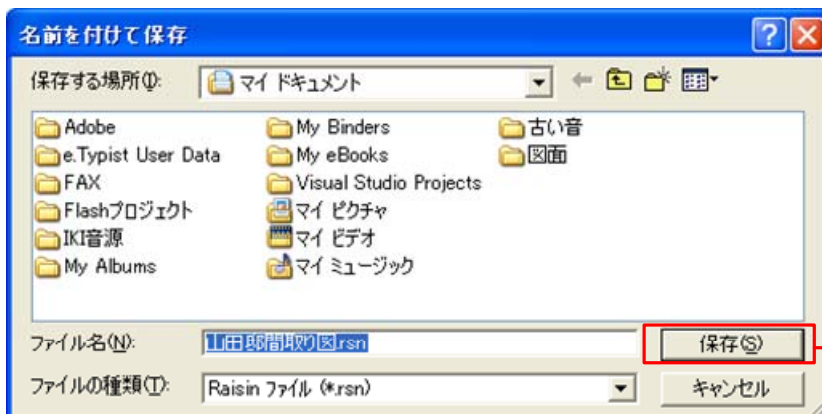 名前を付けて保存
保存する場所(I):
マイ ドキュメント
Adobe
e.Typist User Data
FAX
Flashプロジェクト
IKI音源
My Albums
My Binders
My eBooks
Visual Studio Projects
マイ ピクチャ
マイ ビデオ
マイ ミュージック
古い音
図面
ファイル名(N):
山田邸間取り図.rsn
保存(S)
ファイルの種類(T):
Raisin ファイル (*.rsn)
キャンセル